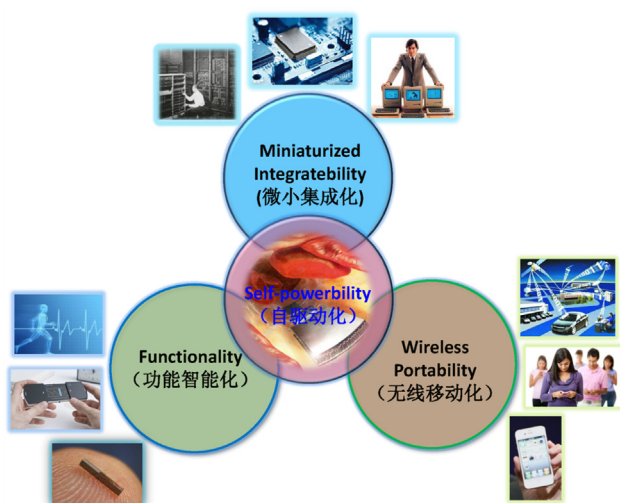 Miniaturized
Integratebility
(微小集成化)
Self-powerbility
（自驱动化）
Functionality
（功能智能化）
Wireless
Portability
（无线移动化）